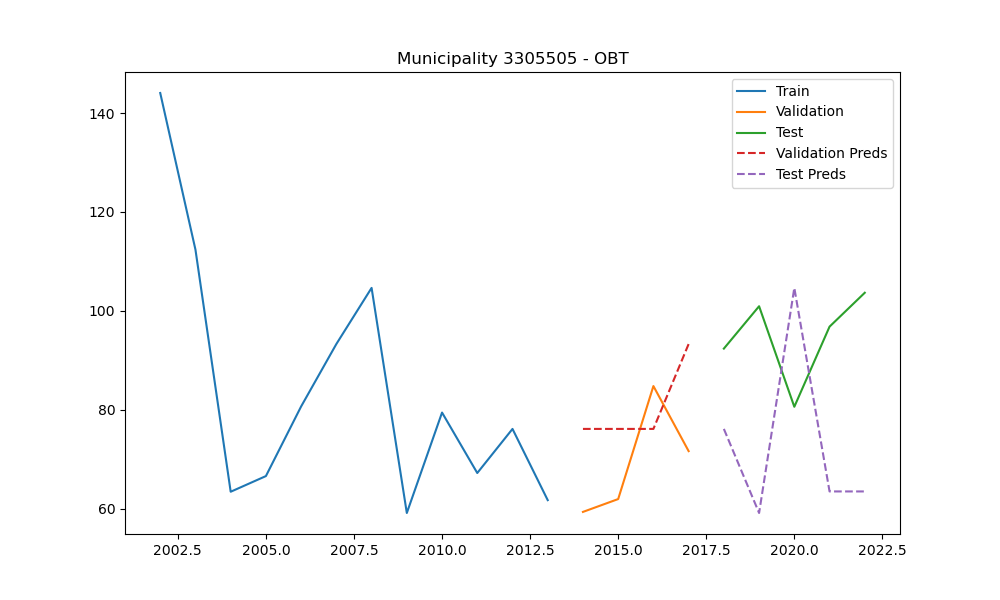 Municipality 3305505 - OBT
Train
Validation
Test
Validation Preds
Test Preds
140
120
100
80
60
2002.5 2005.0 2007.5 2010.0 2012.5 2015.0 2017.5 2020.0 2022.5